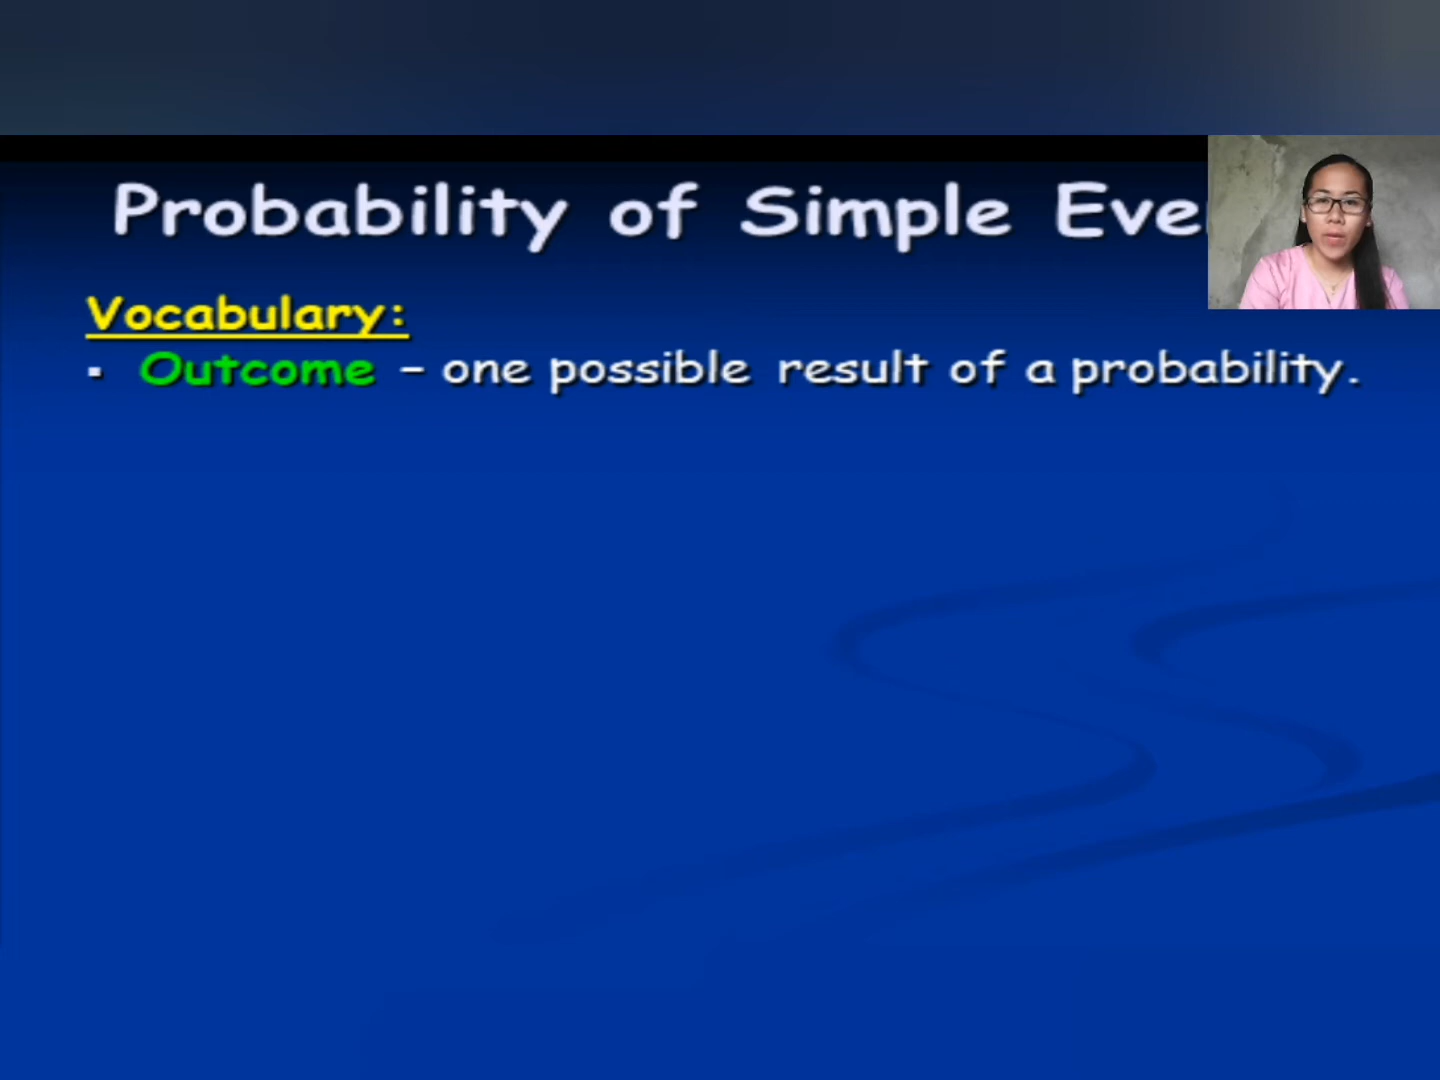 Probability of Simple Eve
Vocabulary:
▪ Outcome – one possible result of a probability.